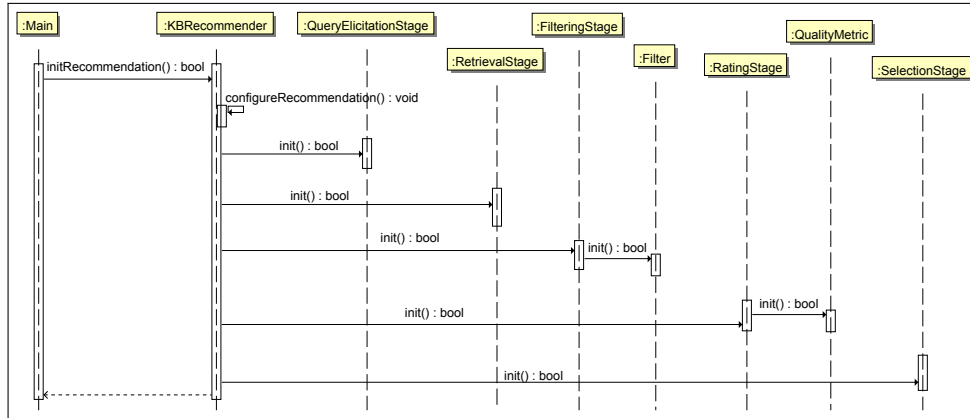 :Main
:KBRecommender
:QueryElicitationStage
:FilteringStage
:QualityMetric
:RetrievalStage
:Filter
:RatingStage
:SelectionStage
initRecommendation() : bool
configureRecommendation() : void
init() : bool
init() : bool
init() : bool
init() : bool
init() : bool
init() : bool
init() : bool